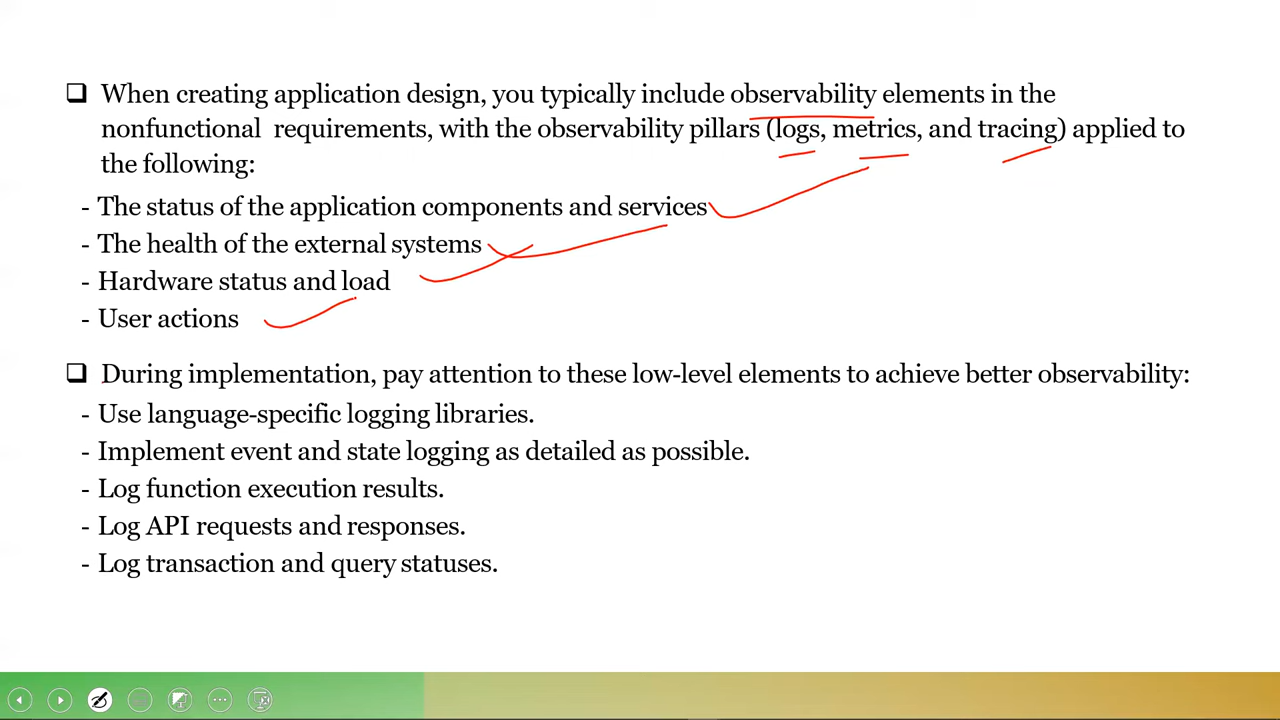 When creating application design, you typically include observability elements in the
nonfunctional requirements, with the observability pillars (logs, metrics, and tracing) applied to
the following:
- The status of the application components and services
- The health of the external systems
- Hardware status and load
- User actions
During implementation, pay attention to these low-level elements to achieve better observability:
- Use language-specific logging libraries.
- Implement event and state logging as detailed as possible.
- Log function execution results.
- Log API requests and responses.
- Log transaction and query statuses.